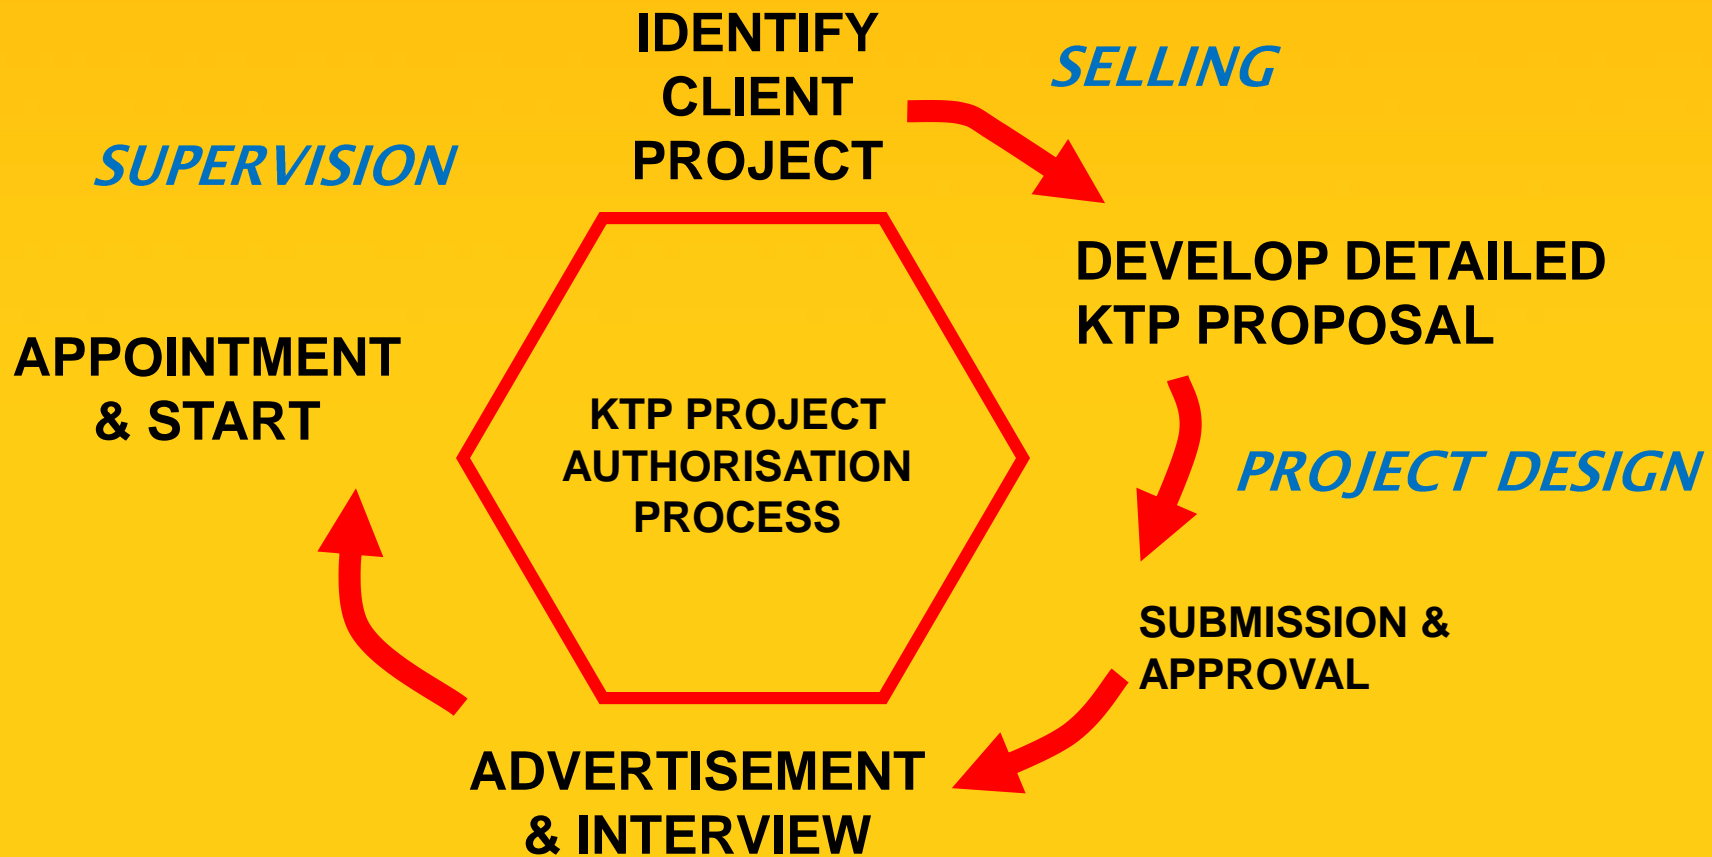 IDENTIFY
CLIENT
PROJECT
SELLING
SUPERVISION
DEVELOP DETAILED
KTP PROPOSAL
APPOINTMENT
& START
KTP PROJECT
AUTHORISATION
PROCESS
PROJECT DESIGN
SUBMISSION &
APPROVAL
ADVERTISEMENT
& INTERVIEW